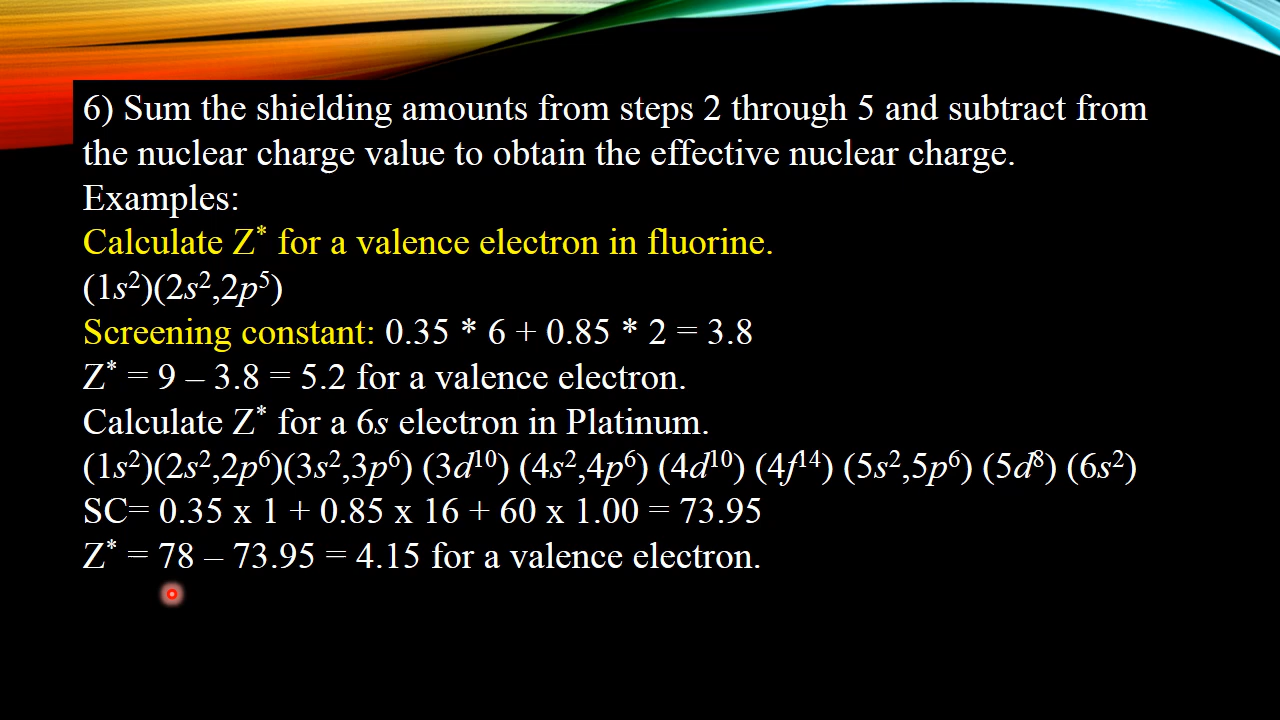 6) Sum the shielding amounts from steps 2 through 5 and subtract from
the nuclear charge value to obtain the effective nuclear charge.
Examples:
Calculate Z* for a valence electron in fluorine.
(1s²)(2s²,2p⁵)
Screening constant: 0.35 * 6 + 0.85 * 2 = 3.8
Z* = 9 – 3.8 = 5.2 for a valence electron.
Calculate Z* for a 6s electron in Platinum.
(1s²)(2s²,2p⁶)(3s²,3p⁶) (3d¹⁰) (4s²,4p⁶) (4d¹⁰) (4f¹⁴) (5s²,5p⁶) (5d⁸) (6s²)
SC= 0.35 x 1 + 0.85 x 16 + 60 x 1.00 = 73.95
Z* = 78 – 73.95 = 4.15 for a valence electron.